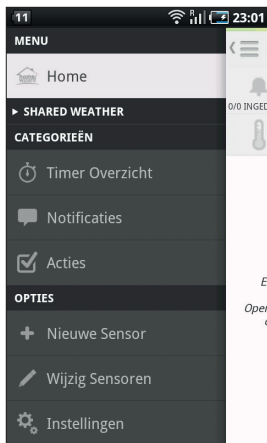 11
R
23:01
MENU
Home
▸ SHARED WEATHER
CATEGORIEËN
Timer Overzicht
Notificaties
Acties
OPTIES
Nieuwe Sensor
Wijzig Sensoren
Instellingen
0/0 INGED
E
Oper